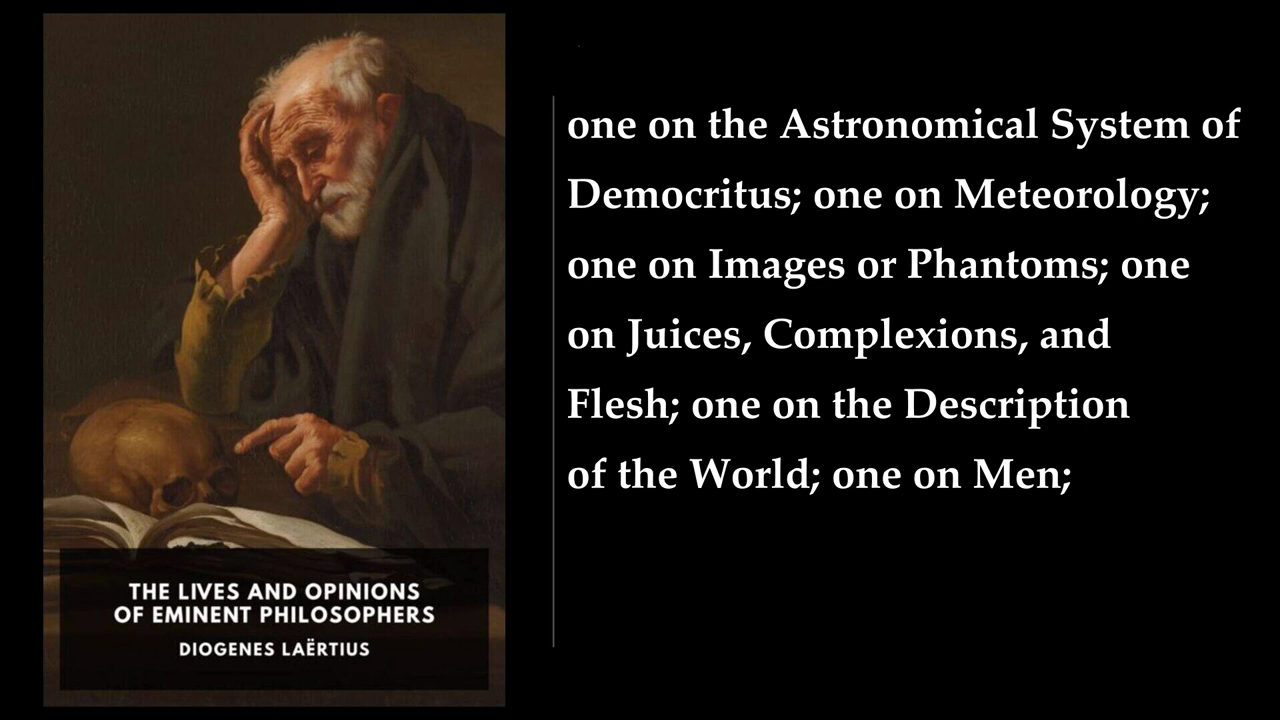 one on the Astronomical System of
Democritus; one on Meteorology;
one on Images or Phantoms; one
on Juices, Complexions, and
Flesh; one on the Description
of the World; one on Men;
THE LIVES AND OPINIONS
OF EMINENT PHILOSOPHERS
DIOGENES LAËRTIUS